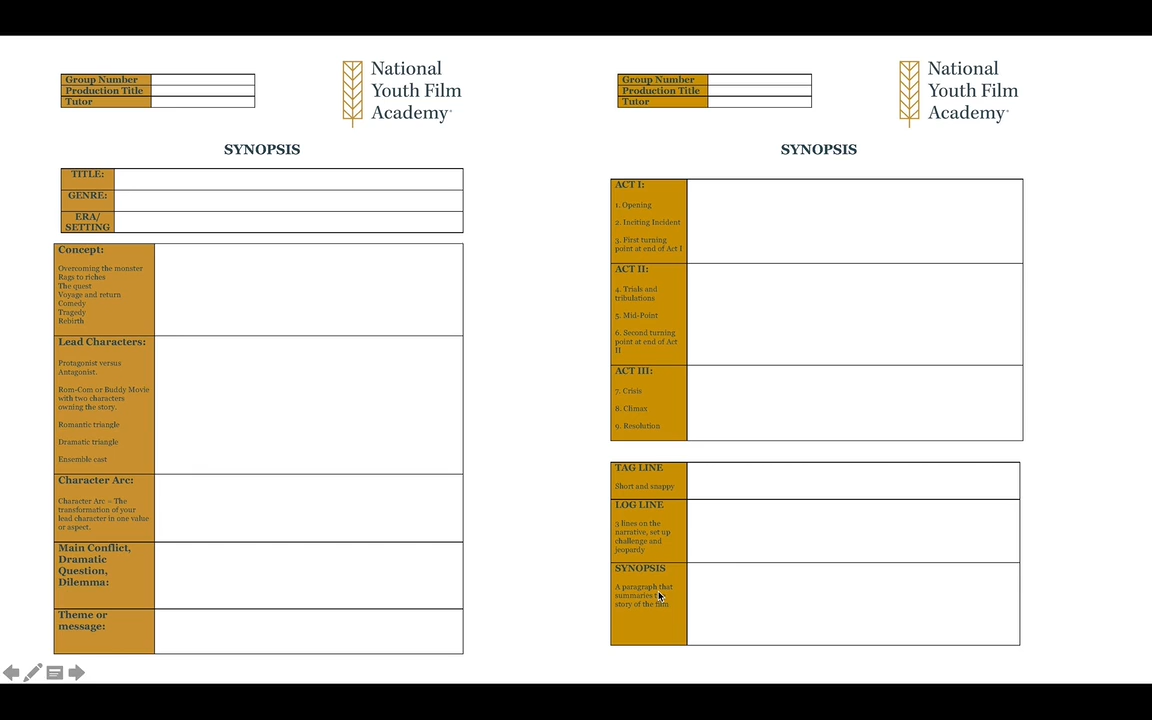 Group Number
Production Title
Tutor
National
Youth Film
Academy
SYNOPSIS
TITLE:
GENRE:
ERA/
SETTING
Concept:
Overcoming the monster
Rags to riches
The quest
Voyage and return
Comedy
Tragedy
Rebirth
Lead Characters:
Protagonist versus
Antagonist.
Rom-Com or Buddy Movie
with two characters
owning the story.
Romantic triangle
Dramatic triangle
Ensemble cast
Character Arc:
Character Arc – The
transformation of your
lead character in one value
or aspect.
Main Conflict,
Dramatic
Question,
Dilemma:
Theme or
message:
Group Number
Production Title
Tutor
National
Youth Film
Academy
SYNOPSIS
ACT I:
1. Opening
2. Inciting Incident
3. First turning
point at end of Act I
ACT II:
4. Trials and
tribulations
5. Mid-Point
6. Second turning
point at end of Act
II
ACT III:
7. Crisis
8. Climax
9. Resolution
TAG LINE
Short and snappy
LOG LINE
3 lines on the
narrative, set up
challenge and
jeopardy
SYNOPSIS
A paragraph that
summaries
story of the film